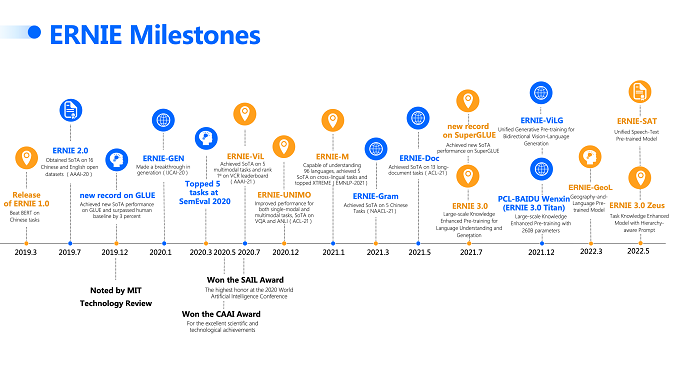 ERNIE Milestones
Release
of ERNIE 1.0
Beat BERT on
Chinese tasks
ERNIE 2.0
Obtained SoTA on 16
Chinese and English open
datasets ( AAAI-20 )
new record on GLUE
Achieved new SoTA performance
on GLUE and surpassed human
baseline by 3 percent
ERNIE-GEN
Made a breakthrough in
generation ( IJCAI-20 )
Topped 5
tasks at
SemEval 2020
ERNIE-ViL
Achieved SoTA on 5
multimodal tasks and rank
1st on VCR leaderboard
( AAAI-21 )
ERNIE-UNIMO
Improved performance for
both single-modal and
multimodal tasks, SoTA on
VQA and ANLI ( ACL-21 )
ERNIE-M
Capable of understanding
96 languages, achieved 5
SoTA on cross-lingual tasks and
topped XTREME ( EMNLP-2021 )
ERNIE-Gram
Achieved SoTA on 5 Chinese
Tasks ( NAACL-21 )
ERNIE-Doc
Achieved SoTA on 13 long-
document tasks ( ACL-21 )
new record
on SuperGLUE
Achieved new SoTA
performance on SuperGLUE
ERNIE 3.0
Large-scale Knowledge
Enhanced Pre-training for
Language Understanding and
Generation
ERNIE-ViLG
Unified Generative Pre-training for
Bidirectional Vision-Language
Generation
PCL-BAIDU Wenxin
(ERNIE 3.0 Titan)
Large-scale Knowledge
Enhanced Pre-training with
260B parameters
ERNIE-GeoL
Geography-and-
Language Pre-
trained Model
ERNIE-SAT
Unified Speech-Text
Pre-trained Model
ERNIE 3.0 Zeus
Task Knowledge Enhanced
Model with Hierarchy-
aware Prompt
2019.3 2019.7 2019.12 2020.1 2020.3 2020.5 2020.7 2020.12 2021.1 2021.3 2021.5 2021.7 2021.12 2022.3 2022.5
Noted by MIT
Technology Review
Won the SAIL Award
The highest honor at the 2020 World
Artificial Intelligence Conference
Won the CAAI Award
For the excellent scientific and
technological achievements